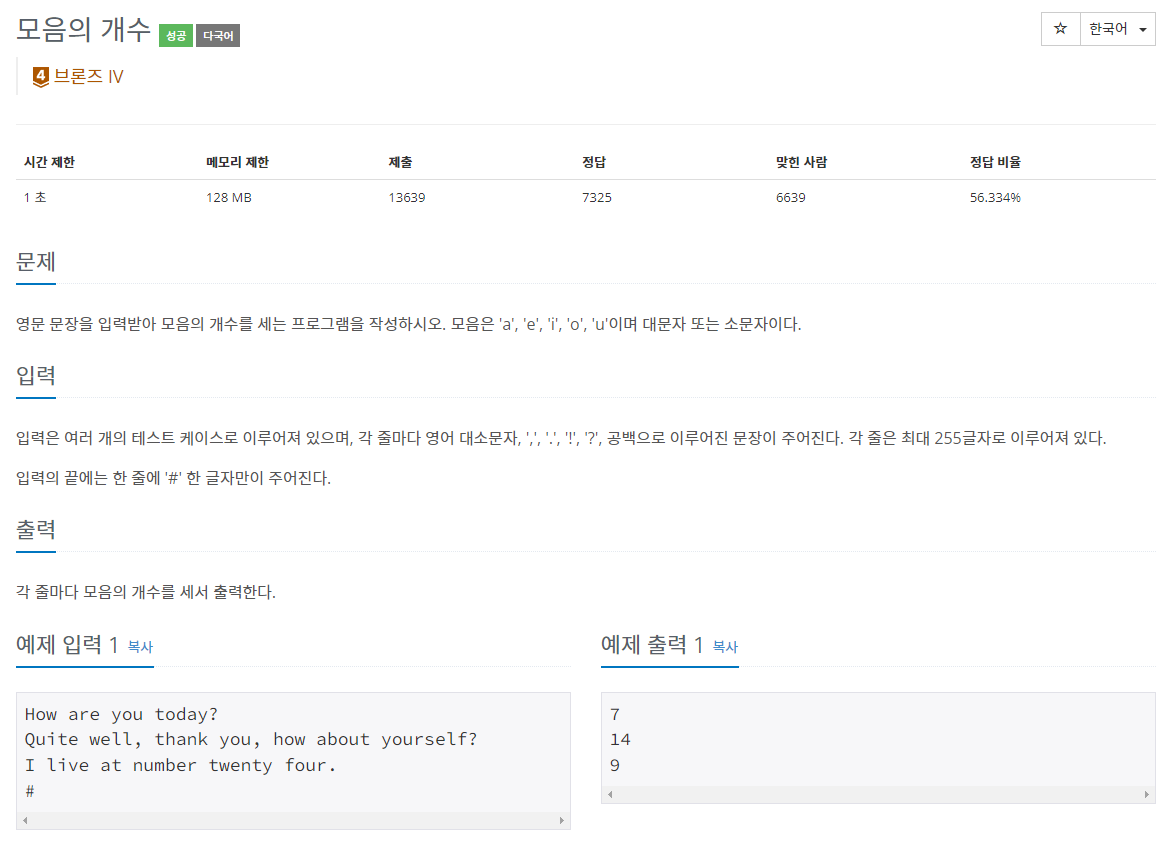 모음의 개수 성공 다국어 ☆ 한국어
4 브론즈 IV
시간 제한 메모리 제한 제출 정답 맞힌 사람 정답 비율
1 초 128 MB 13639 7325 6639 56.334%
문제
영문 문장을 입력받아 모음의 개수를 세는 프로그램을 작성하시오. 모음은 'a', 'e', 'i', 'o', 'u'이며 대문자 또는 소문자이다.
입력
입력은 여러 개의 테스트 케이스로 이루어져 있으며, 각 줄마다 영어 대소문자, ',', '.', '!', '?', 공백으로 이루어진 문장이 주어진다. 각 줄은 최대 255글자로 이루어져 있다.
입력의 끝에는 한 줄에 '#' 한 글자만이 주어진다.
출력
각 줄마다 모음의 개수를 세서 출력한다.
예제 입력 1 복사
How are you today?
Quite well, thank you, how about yourself?
I live at number twenty four.
#
예제 출력 1 복사
7
14
9